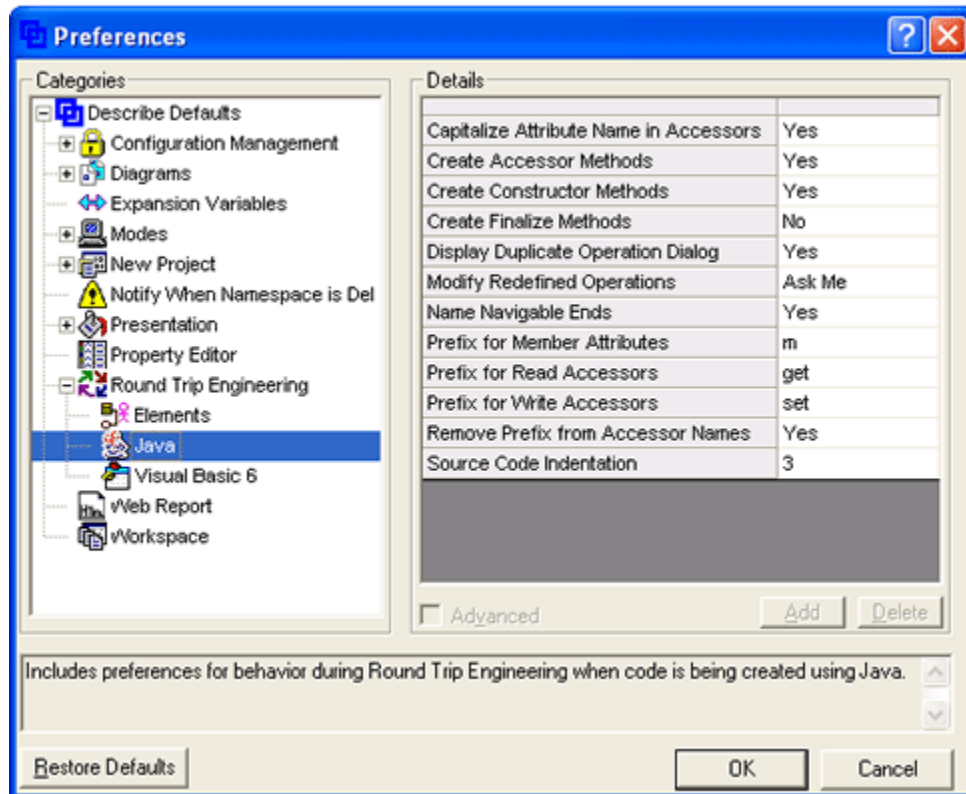 Preferences
Categories
Describe Defaults
Configuration Management
Diagrams
Expansion Variables
Modes
New Project
Notify When Namespace is Del
Presentation
Property Editor
Round Trip Engineering
Elements
Java
Visual Basic 6
Web Report
Workspace
Details
Capitalize Attribute Name in Accessors Yes
Create Accessor Methods Yes
Create Constructor Methods Yes
Create Finalize Methods No
Display Duplicate Operation Dialog Yes
Modify Redefined Operations Ask Me
Name Navigable Ends Yes
Prefix for Member Attributes m
Prefix for Read Accessors get
Prefix for Write Accessors set
Remove Prefix from Accessor Names Yes
Source Code Indentation 3
Advanced Add Delete
Includes preferences for behavior during Round Trip Engineering when code is being created using Java.
Restore Defaults OK Cancel